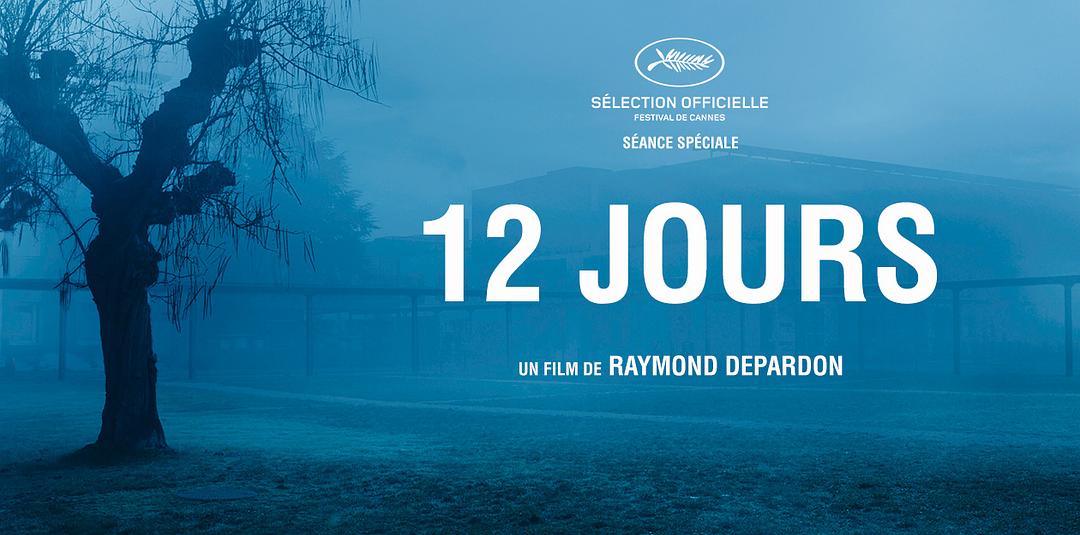 SÉLECTION OFFICIELLE
FESTIVAL DE CANNES
SÉANCE SPÉCIALE
12 JOURS
UN FILM DE RAYMOND DEPARDON